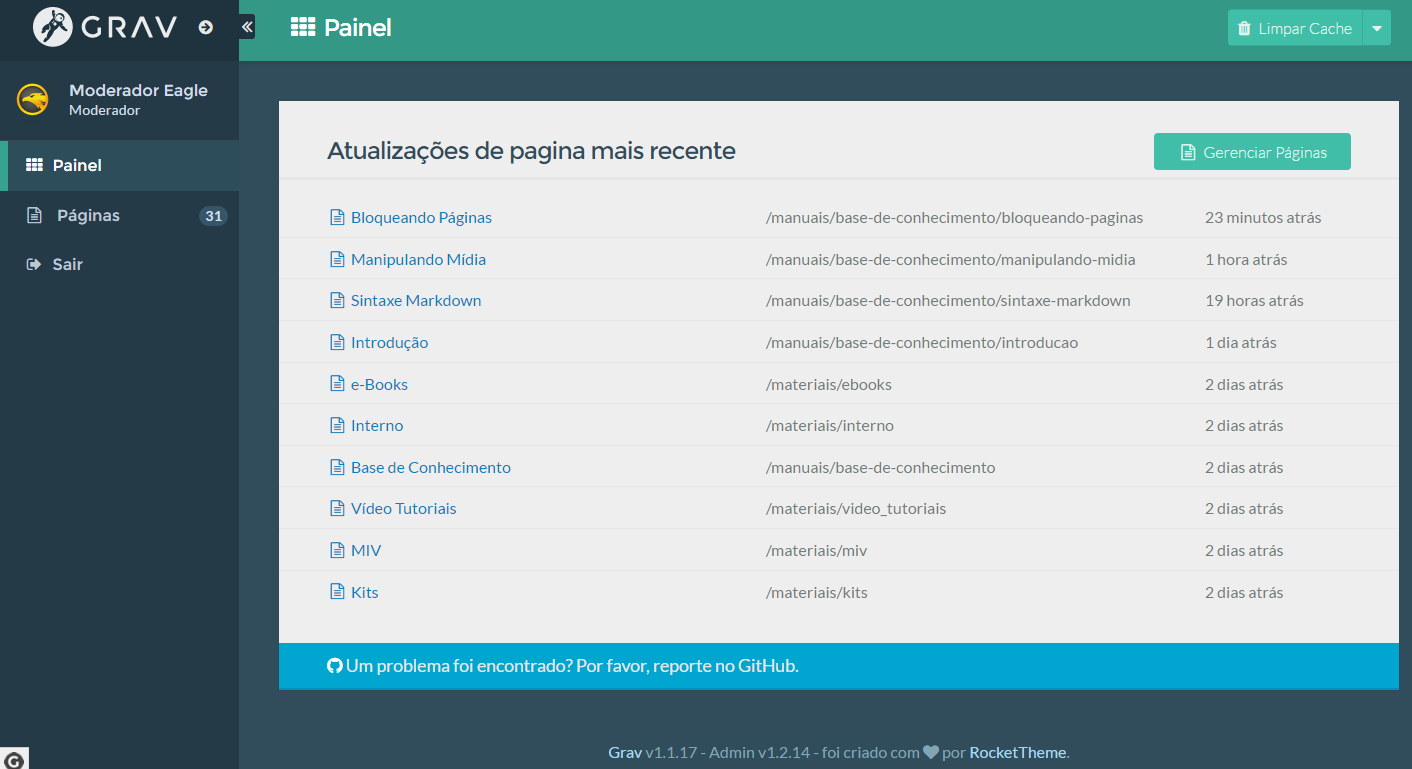 GRAV
Painel
Limpar Cache
Moderador Eagle
Moderador
Painel
Páginas 31
Sair
Atualizações de pagina mais recente
Gerenciar Páginas
Bloqueando Páginas /manuais/base-de-conhecimento/bloqueando-paginas 23 minutos atrás
Manipulando Mídia /manuais/base-de-conhecimento/manipulando-midia 1 hora atrás
Sintaxe Markdown /manuais/base-de-conhecimento/sintaxe-markdown 19 horas atrás
Introdução /manuais/base-de-conhecimento/introducao 1 dia atrás
e-Books /materiais/ebooks 2 dias atrás
Interno /materiais/interno 2 dias atrás
Base de Conhecimento /manuais/base-de-conhecimento 2 dias atrás
Vídeo Tutoriais /materiais/video_tutoriais 2 dias atrás
MIV /materiais/miv 2 dias atrás
Kits /materiais/kits 2 dias atrás
Um problema foi encontrado? Por favor, reporte no GitHub.
Grav v1.1.17 - Admin v1.2.14 - foi criado com por RocketTheme.
G